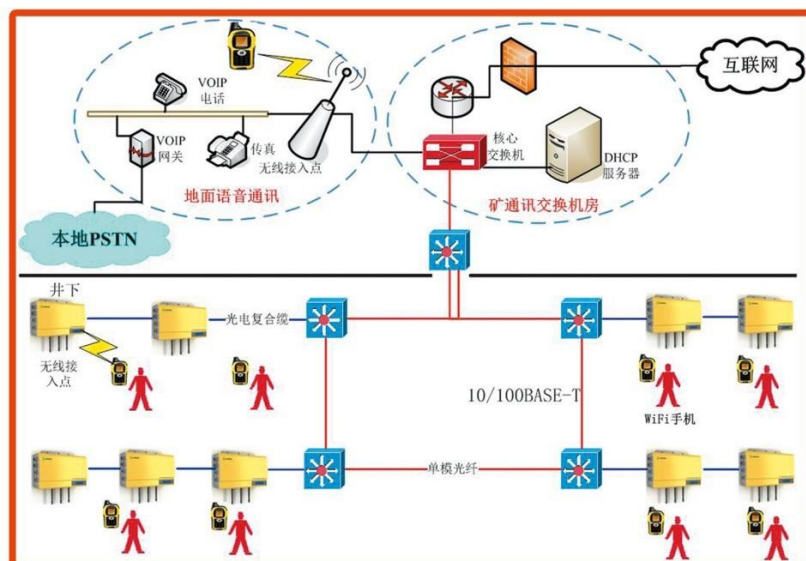 VOIP
电话
VOIP
网关
传真
无线接入点
地面语音通讯
本地PSTN
核心
交换机
DHCP
服务器
矿通讯交换机房
互联网
井下
光电复合缆
无线接
入点
10/100BASE-T
WiFi手机
单模光纤